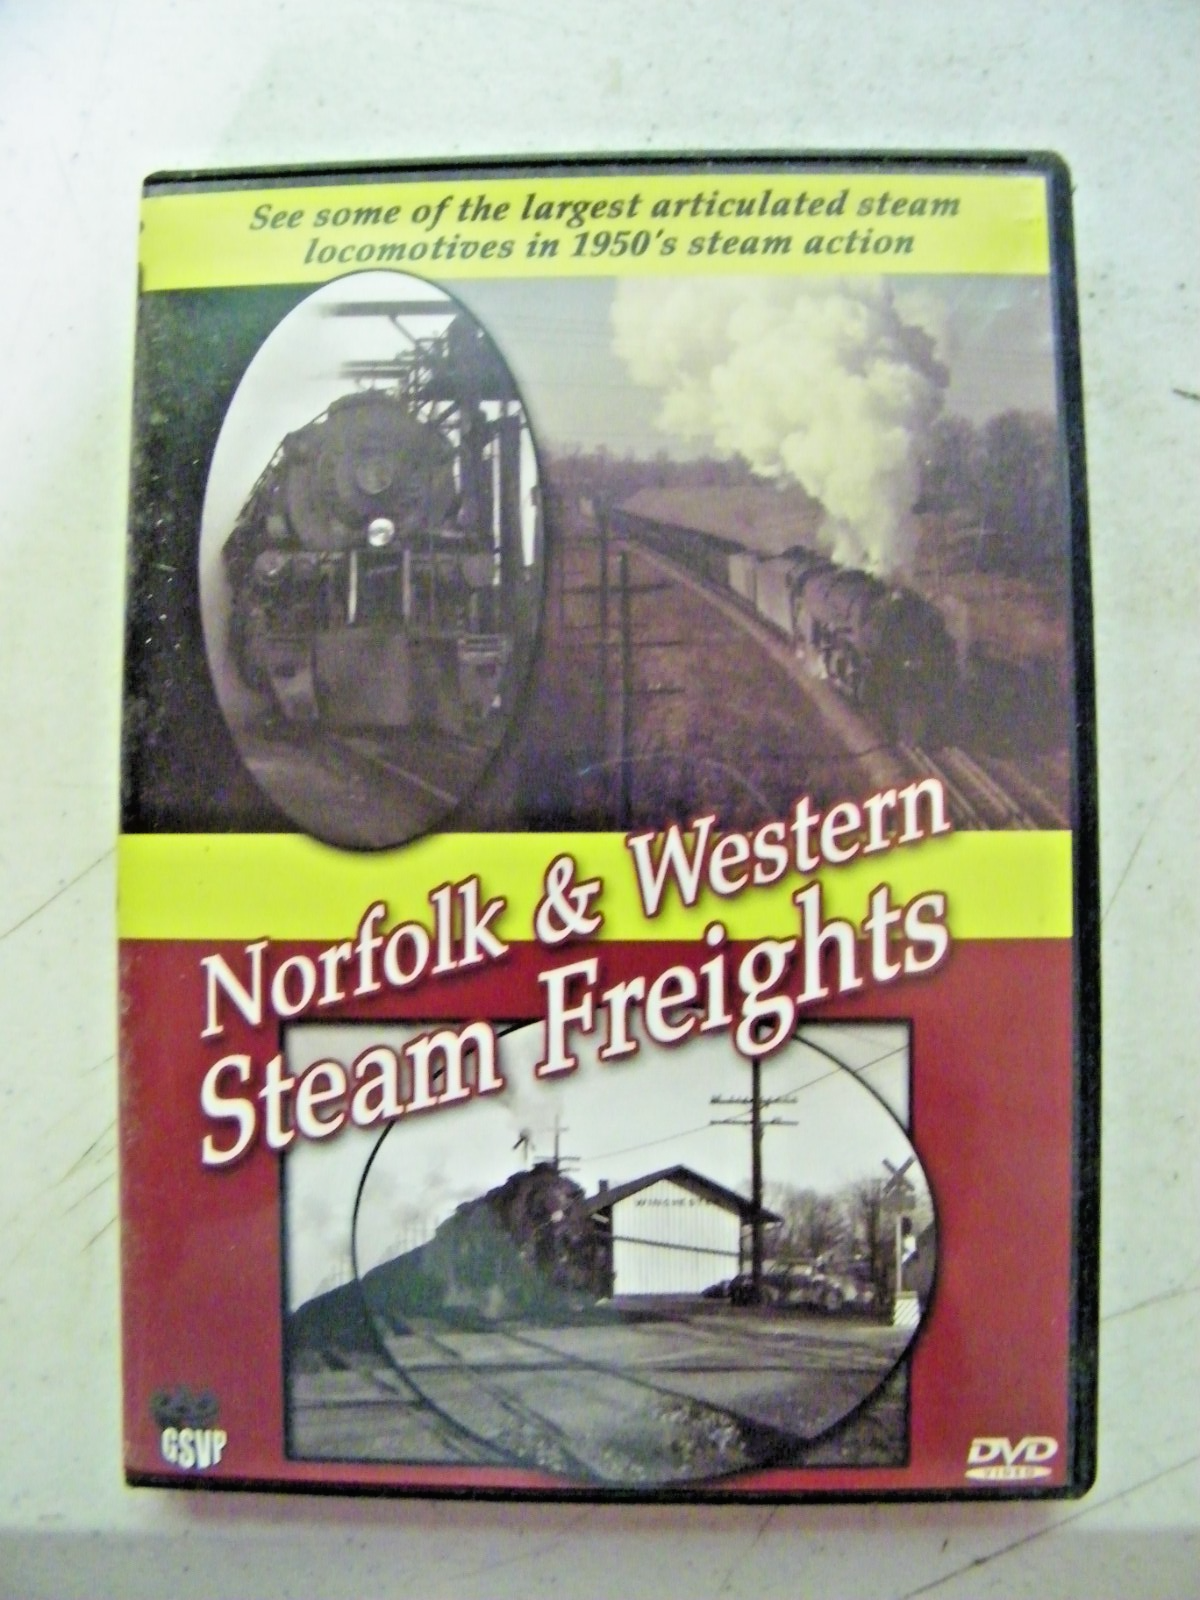 See some of the largest articulated steam
locomotives in 1950's steam action
Norfolk & Western
Steam Freights
GSVP
DVD
VIDEO